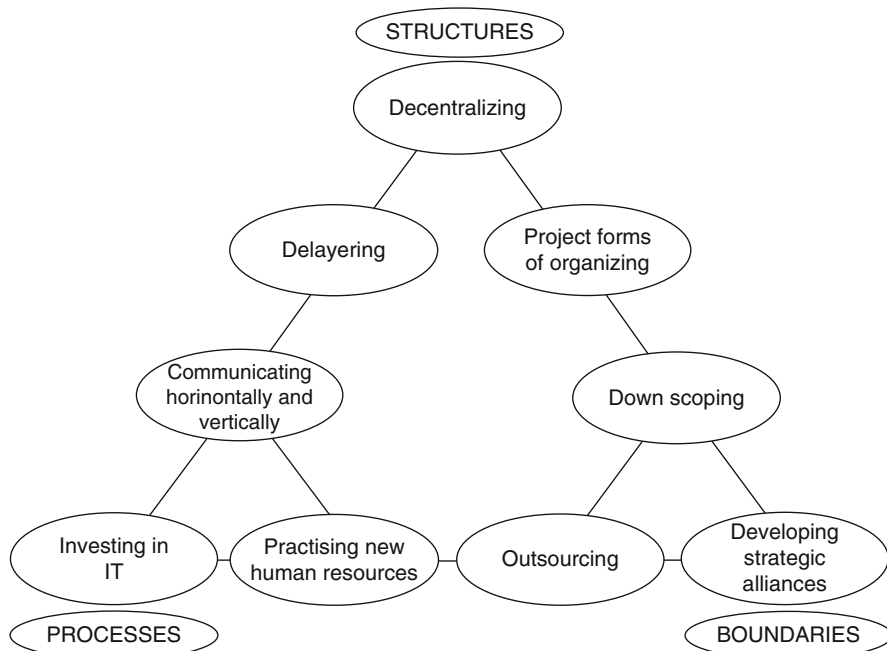 STRUCTURES
Decentralizing
Delayering
Project forms
of organizing
Communicating
horinontally and
vertically
Down scoping
Investing in
IT
Practising new
human resources
Outsourcing
Developing
strategic
alliances
PROCESSES
BOUNDARIES